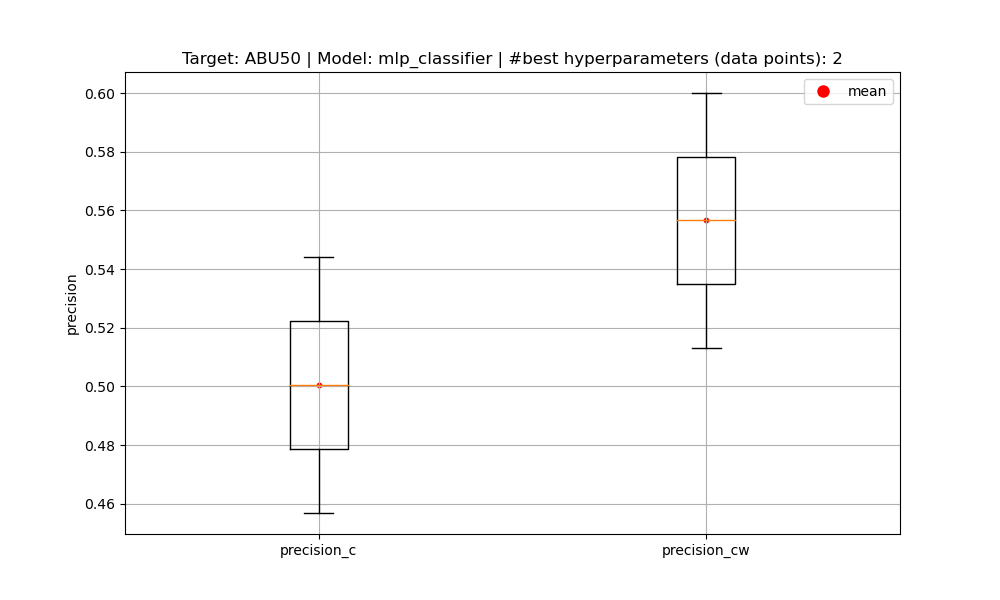 Target: ABU50 | Model: mlp_classifier | #best hyperparameters (data points): 2
mean
0.60
0.58
0.56
0.54
0.52
0.50
0.48
0.46
precision
precision_c
precision_cw